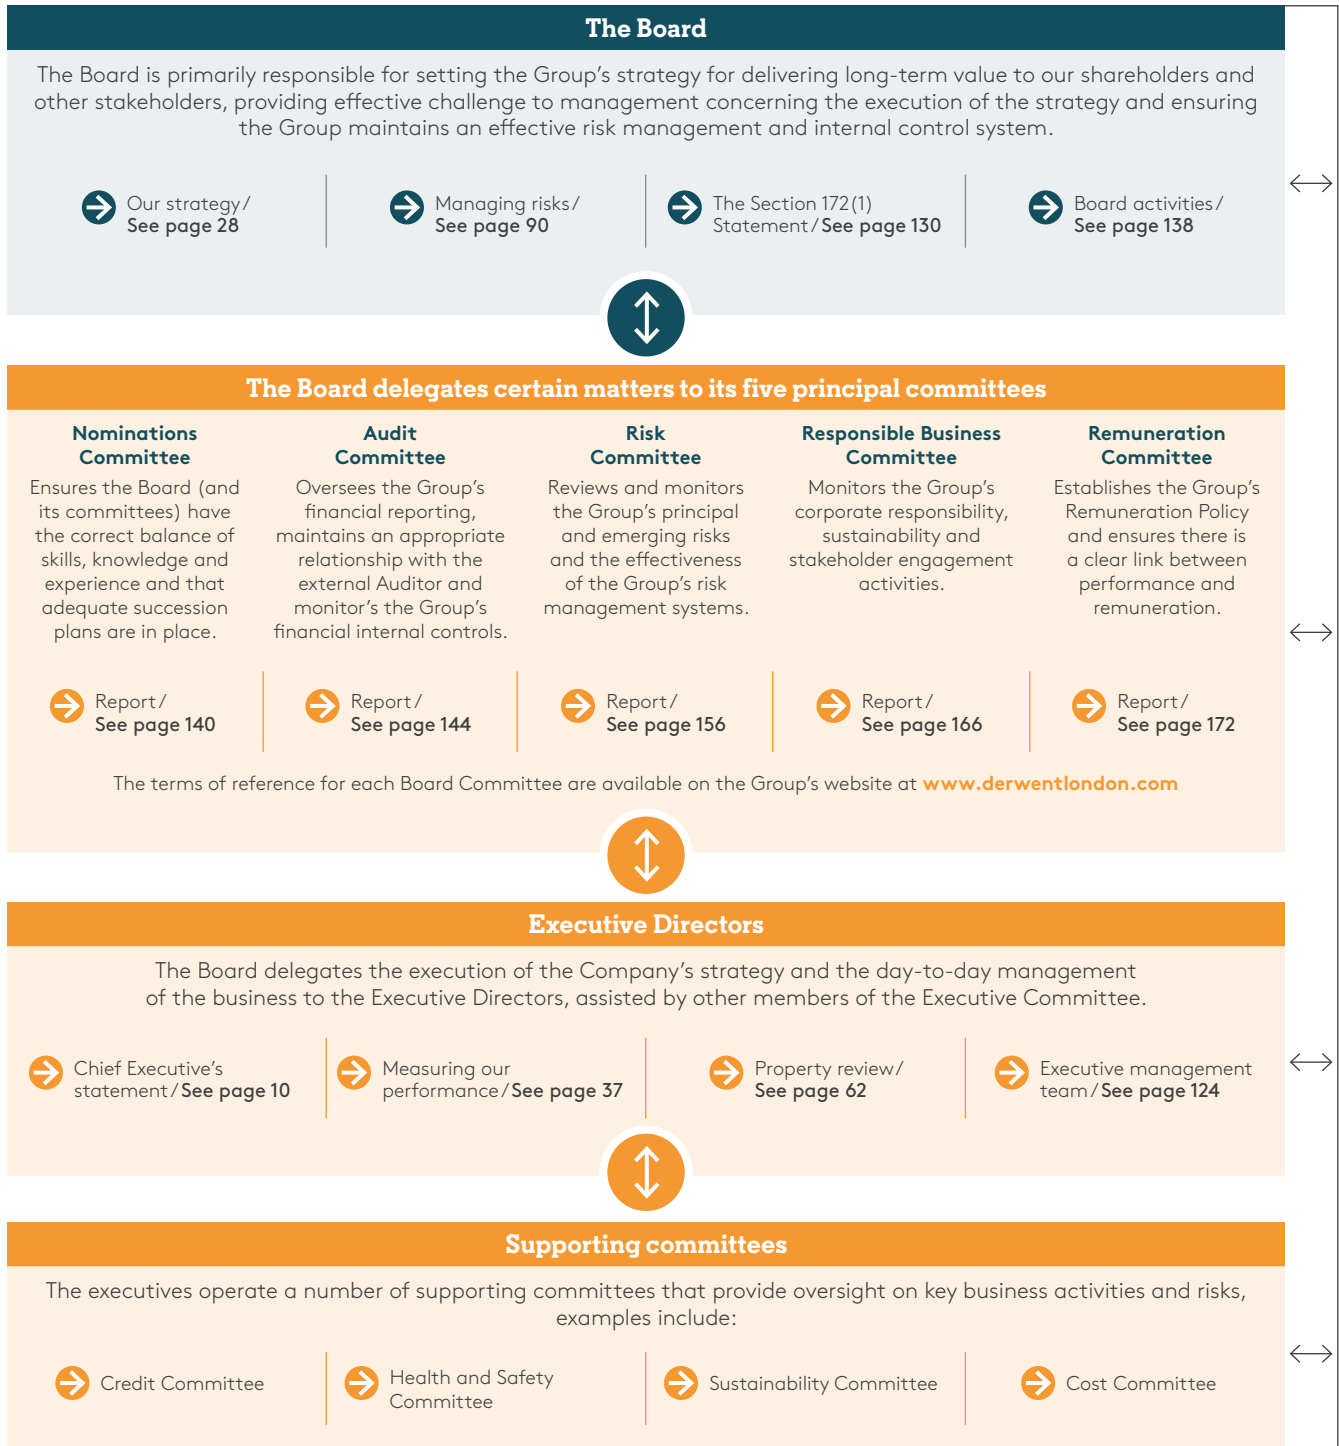 The Board
The Board is primarily responsible for setting the Group’s strategy for delivering long-term value to our shareholders and
other stakeholders, providing effective challenge to management concerning the execution of the strategy and ensuring
the Group maintains an effective risk management and internal control system.
Our strategy/
See page 28
Managing risks/
See page 90
The Section 172(1)
Statement/See page 130
Board activities/
See page 138
The Board delegates certain matters to its five principal committees
Nominations
Committee
Ensures the Board (and
its committees) have
the correct balance of
skills, knowledge and
experience and that
adequate succession
plans are in place.
Report/
See page 140
Audit
Committee
Oversees the Group’s
financial reporting,
maintains an appropriate
relationship with the
external Auditor and
monitor’s the Group’s
financial internal controls.
Report/
See page 144
Risk
Committee
Reviews and monitors
the Group’s principal
and emerging risks
and the effectiveness
of the Group’s risk
management systems.
Report/
See page 156
Responsible Business
Committee
Monitors the Group’s
corporate responsibility,
sustainability and
stakeholder engagement
activities.
Report/
See page 166
Remuneration
Committee
Establishes the Group’s
Remuneration Policy
and ensures there is
a clear link between
performance and
remuneration.
Report/
See page 172
The terms of reference for each Board Committee are available on the Group’s website at www.derwentlondon.com
Executive Directors
The Board delegates the execution of the Company’s strategy and the day-to-day management
of the business to the Executive Directors, assisted by other members of the Executive Committee.
Chief Executive’s
statement/See page 10
Measuring our
performance/See page 37
Property review/
See page 62
Executive management
team/See page 124
Supporting committees
The executives operate a number of supporting committees that provide oversight on key business activities and risks,
examples include:
Credit Committee
Health and Safety
Committee
Sustainability Committee
Cost Committee